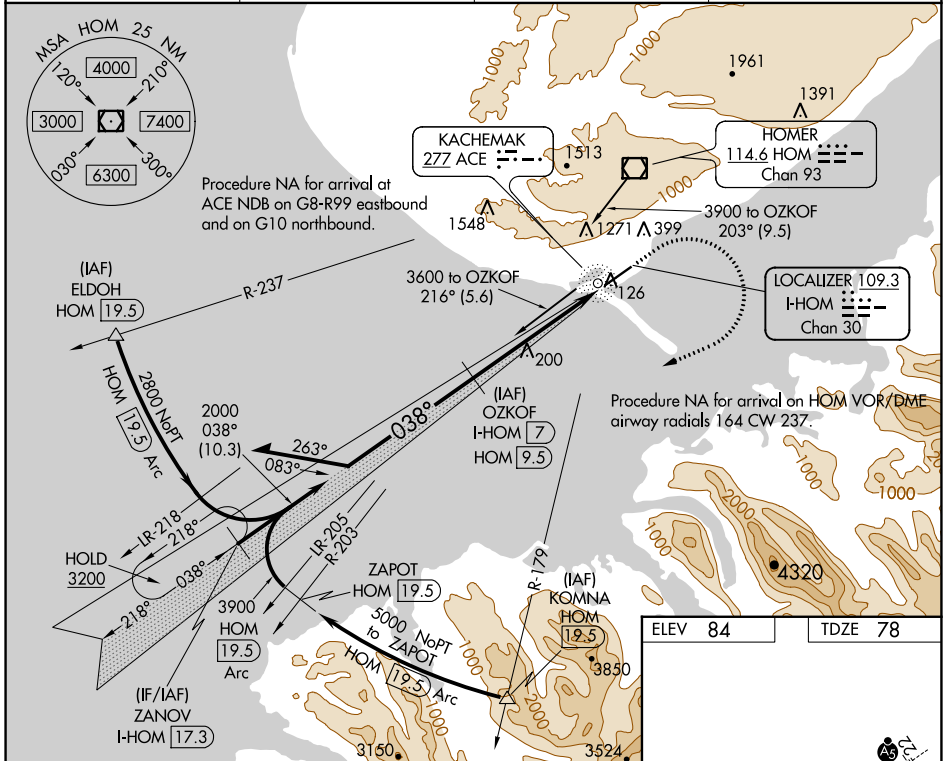 MSA HOM 25 NM
120°
4000
210°
3000
7400
030°
6300
300°
Procedure NA for arrival at
ACE NDB on G8-R99 eastbound
and on G10 northbound.
1000
1000
1961
1391
KACHEMAK
277 ACE
1513
HOMER
114.6 HOM
Chan 93
1000
1548
1271
399
3900 to OZKOF
203° (9.5)
(IAF)
ELDOH
HOM 19.5
R-237
3600 to OZKOF
216° (5.6)
126
LOCALIZER 109.3
I-HOM
Chan 30
200
2800 NoPT
HOM 19.5 Arc
2000
038°
(10.3)
038°
(IAF)
OZKOF
I-HOM 7
HOM 9.5
Procedure NA for arrival on HOM VOR/DME
airway radials 164 CW 237.
263°
083°
LR-218
218°
HOLD
3200
038°
218°
LR-205
R-203
R-179
1000
1000
2000
1000
4320
3900
HOM
19.5
Arc
ZAPOT
HOM 19.5
5000 NoPT
to ZAPOT
HOM 19.5 Arc
(IAF)
KOMNA
HOM
19.5
3850
1000
2000
3150
3524
(IF/IAF)
ZANOV
I-HOM 17.3
ELEV 84
TDZE 78
A5
22